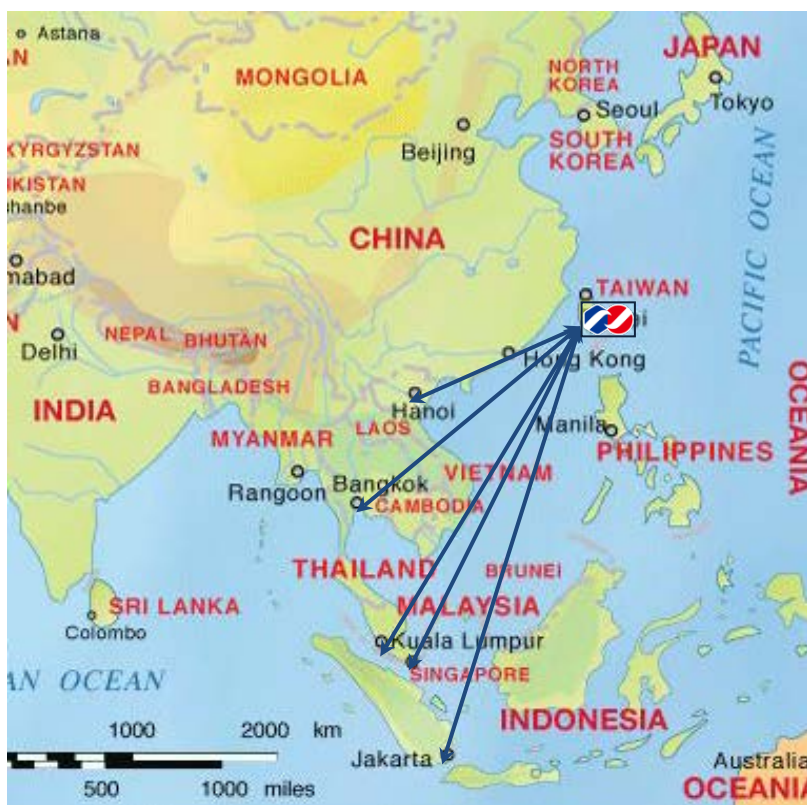 Astana
MONGOLIA
JAPAN
NORTH
KOREA
Tokyo
Seoul
SOUTH
KOREA
Beijing
KYRGYZSTAN
PACIFIC OCEAN
CHINA
TAIWAN
NEPAL
BHUTAN
Delhi
Hong Kong
BANGLADESH
INDIA
Hanoi
LAOS
Manila
OCEANIA
MYANMAR
PHILIPPINES
VIETNAM
Rangoon
Bangkok
CAMBODIA
THAILAND
BRUNEI
MALAYSIA
SRI LANKA
Colombo
Kuala Lumpur
SINGAPORE
AN OCEAN
INDONESIA
1000 2000 km
Jakarta
Australia
500 1000 miles
OCEANIA